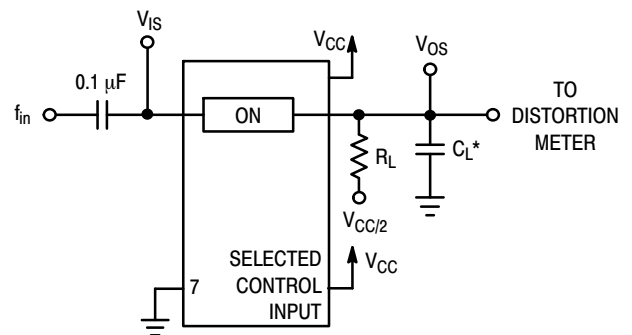 V_IS
V_CC
V_OS
0.1 μF
f_in
ON
TO
DISTORTION
METER
R_L
C_L*
V_CC/2
SELECTED
CONTROL
INPUT
V_CC
7